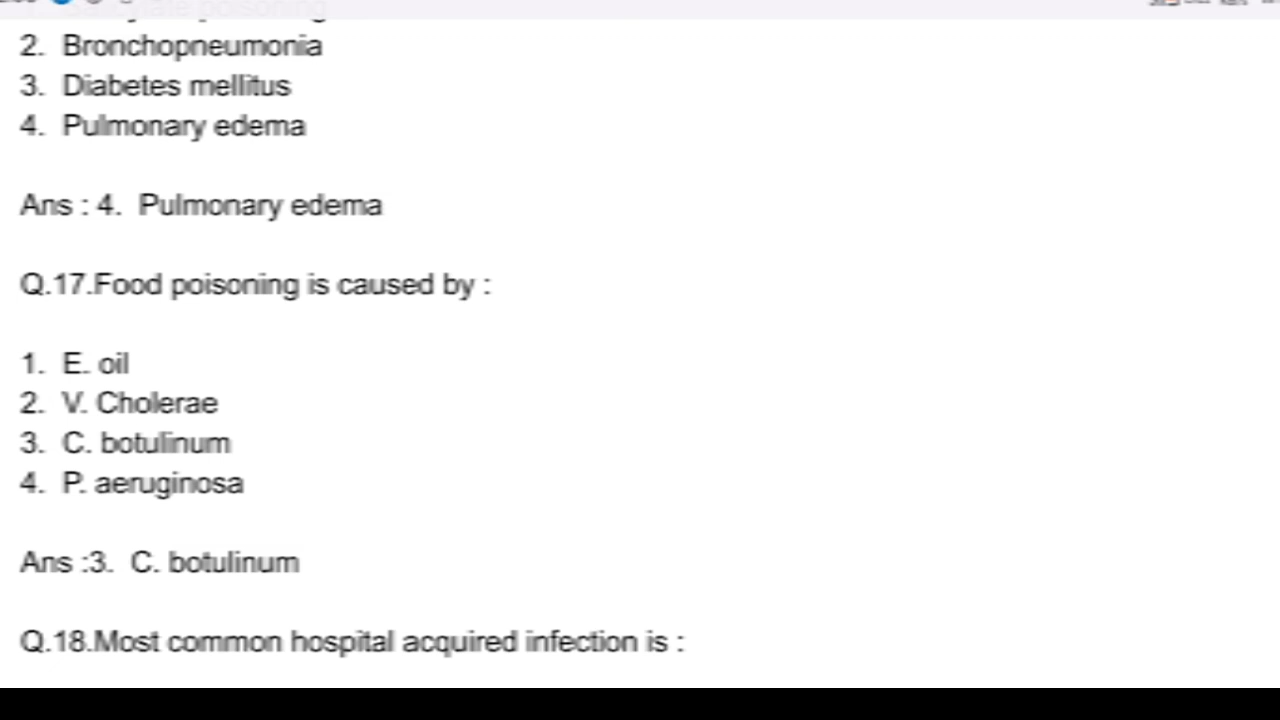 2. Bronchopneumonia
3. Diabetes mellitus
4. Pulmonary edema
Ans : 4. Pulmonary edema
Q.17.Food poisoning is caused by :
1. E. oil
2. V. Cholerae
3. C. botulinum
4. P. aeruginosa
Ans :3. C. botulinum
Q.18.Most common hospital acquired infection is :